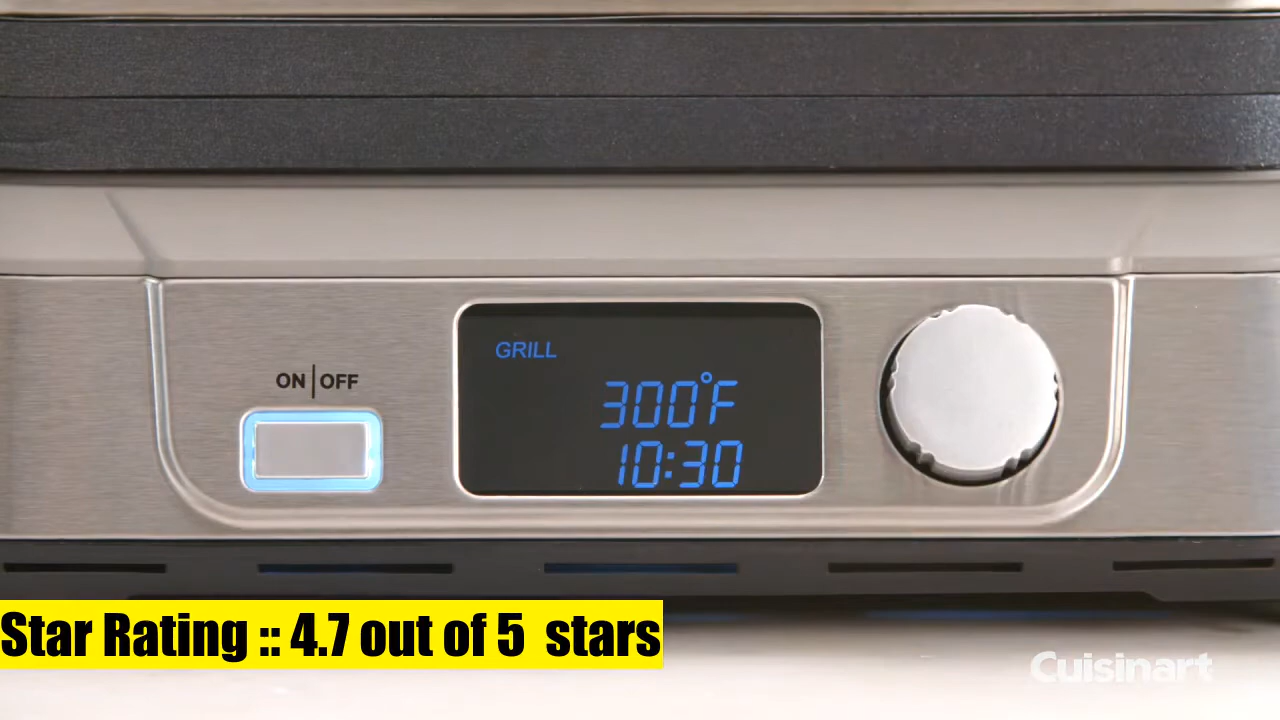 ON|OFF
GRILL
300°F
10:30
Star Rating :: 4.7 out of 5  stars
Cuisinart